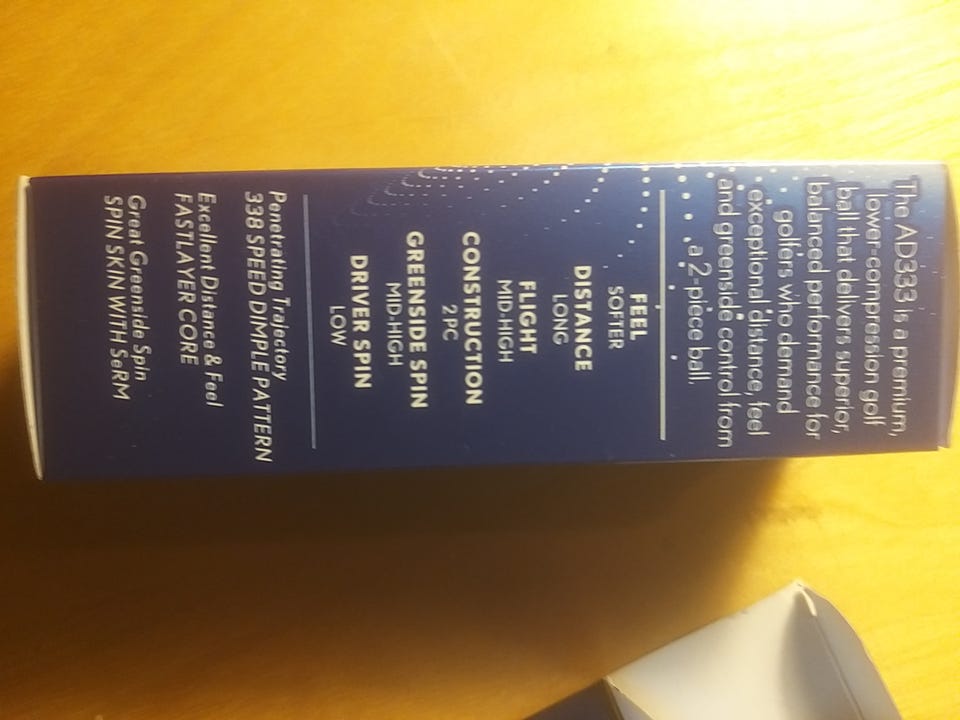 The AD333 is a premium,
lower-compression golf
ball that delivers superior,
balanced performance for
golfers who demand
exceptional distance, feel
and greenside control from
a 2-piece ball.
FEEL
SOFTER
DISTANCE
LONG
FLIGHT
MID-HIGH
CONSTRUCTION
2 PC
GREENSIDE SPIN
MID-HIGH
DRIVER SPIN
LOW
Penetrating Trajectory
338 SPEED DIMPLE PATTERN
Excellent Distance & Feel
FASTLAYER CORE
Great Greenside Spin
SPIN SKIN WITH SeRM